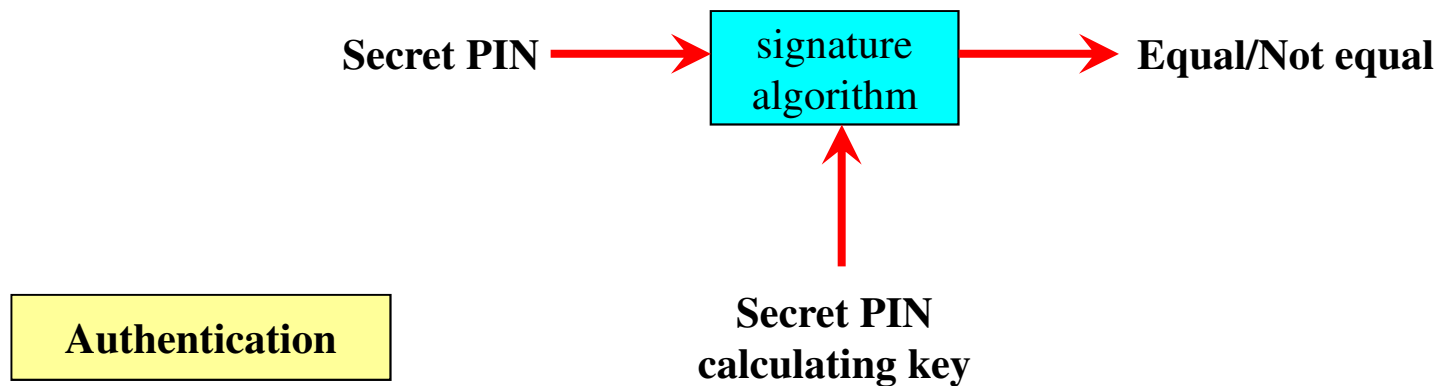 Secret PIN
signature
algorithm
Equal/Not equal
Secret PIN
calculating key
Authentication